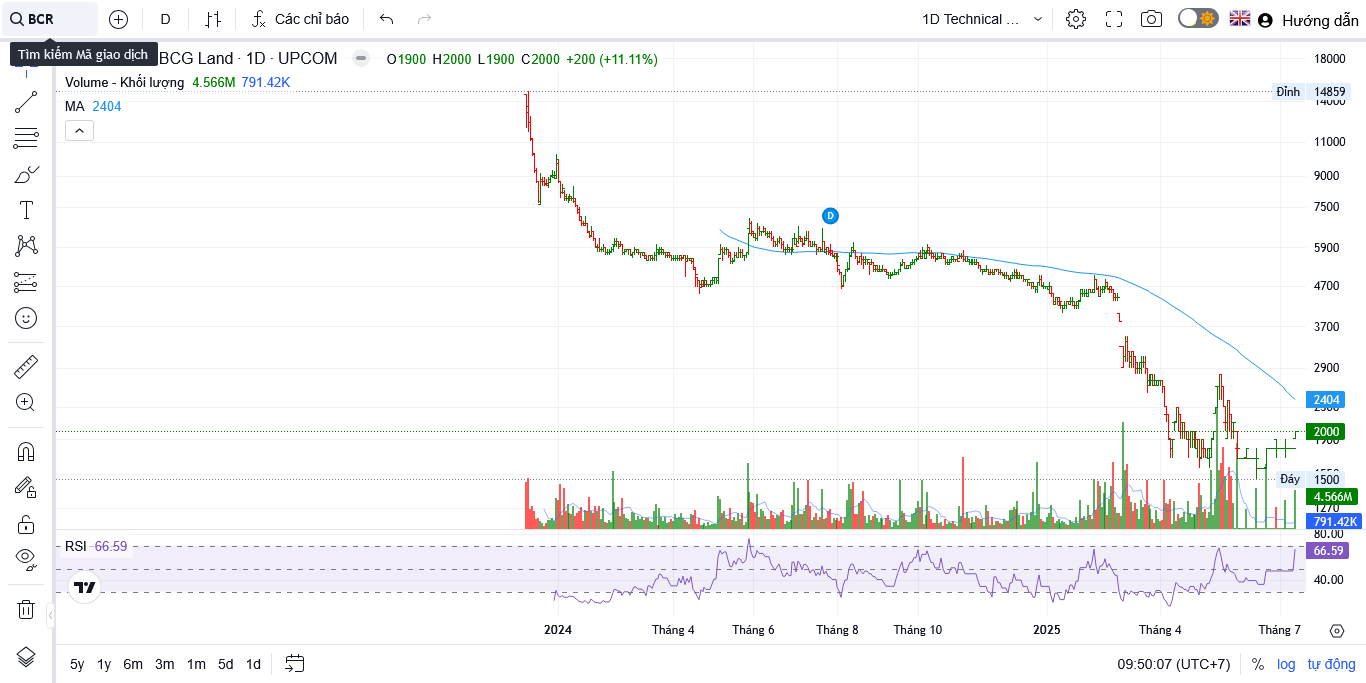 BCR
D
Các chỉ báo
1D Technical ...
Hướng dẫn
Tìm kiếm Mã giao dịch
BCG Land · 1D · UPCOM
O1900 H2000 L1900 C2000 +200 (+11.11%)
Volume - Khối lượng 4.566M 791.42K
MA 2404
18000
Đỉnh 14859
14000
11000
9000
7500
D
5900
4700
3700
2900
2404
2300
2000
1900
1550
Đáy 1500
4.566M
1270
791.42K
80.00
RSI 66.59
66.59
40.00
2024
Tháng 4
Tháng 6
Tháng 8
Tháng 10
2025
Tháng 4
Tháng 7
5y 1y 6m 3m 1m 5d 1d
09:50:07 (UTC+7)
% log tự động